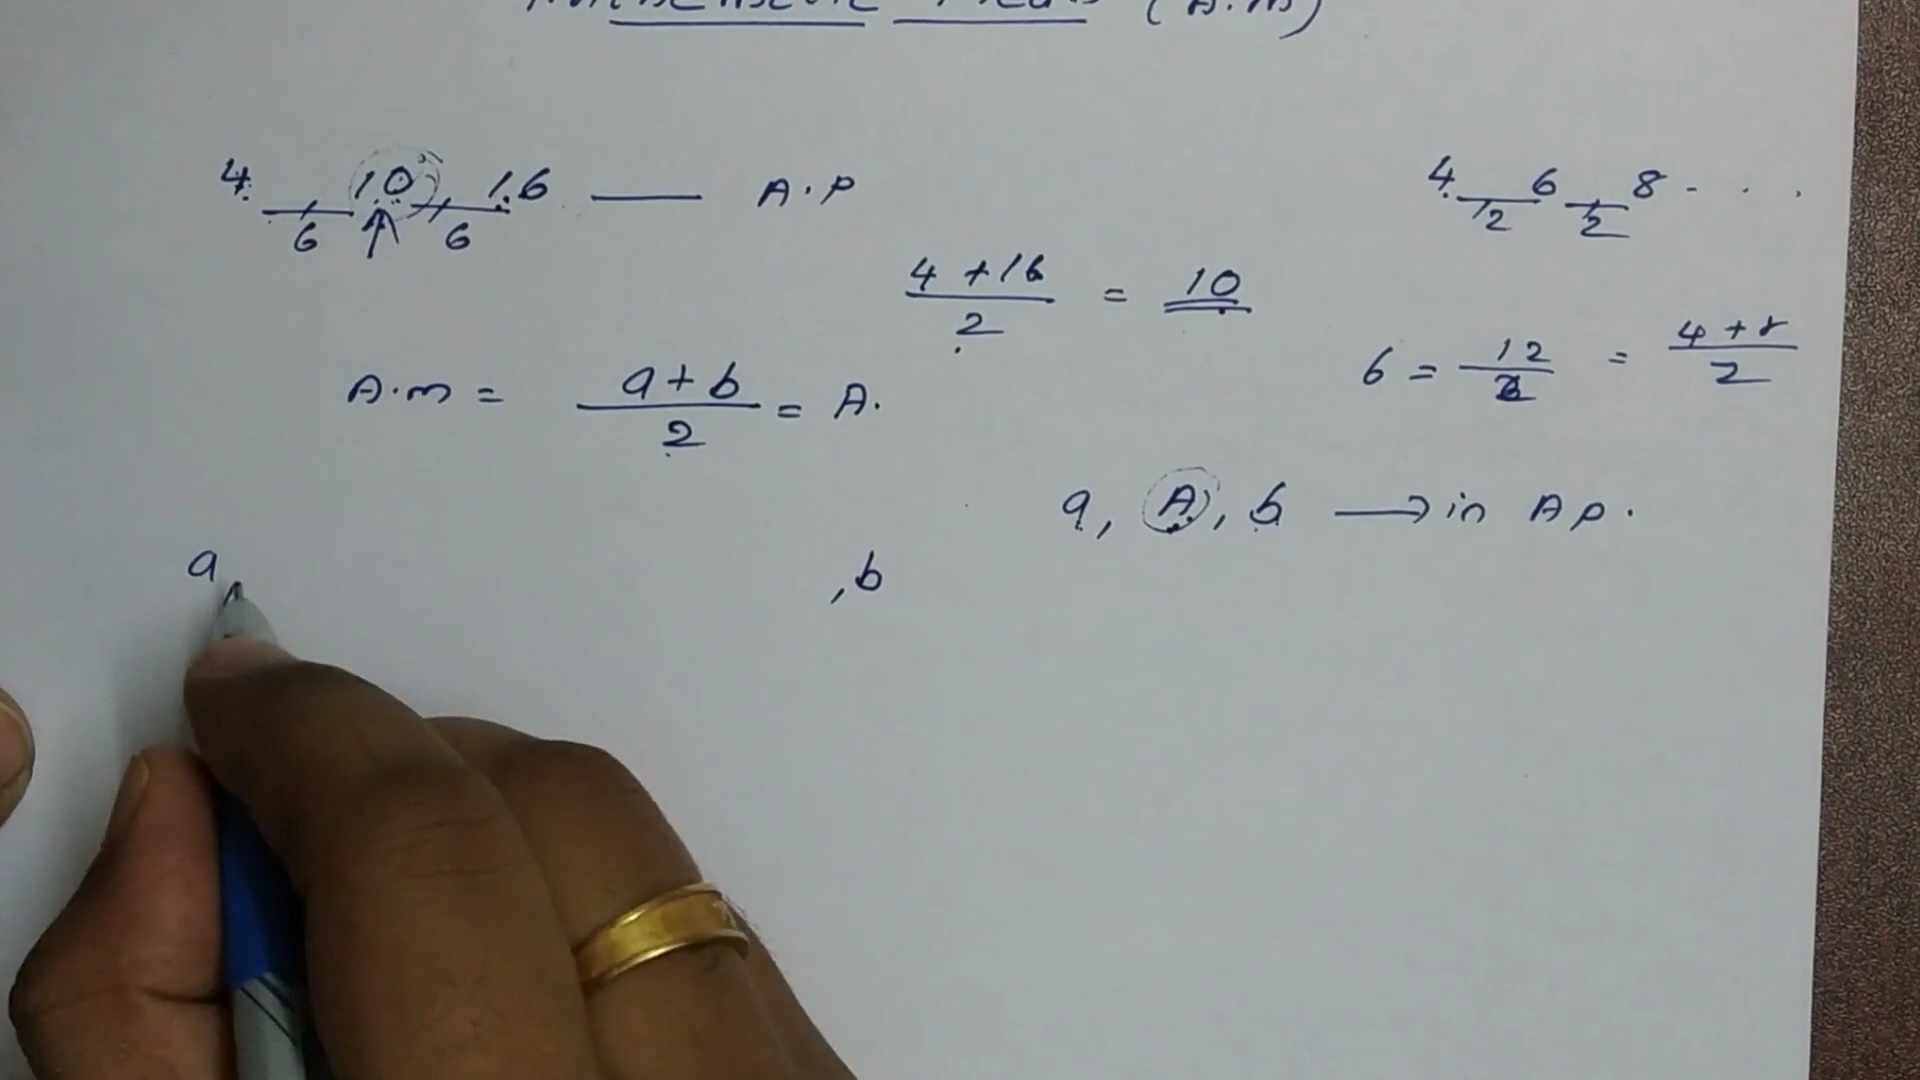 (A.M)
4 10 16 — A.P
6 6
4 6 8 - . . .
2 2
4 + 16 / 2 = 10
6 = 12 / 2 = 4 + 8 / 2
A.m = a + b / 2 = A.
a, A, b → in A p.
a, , b